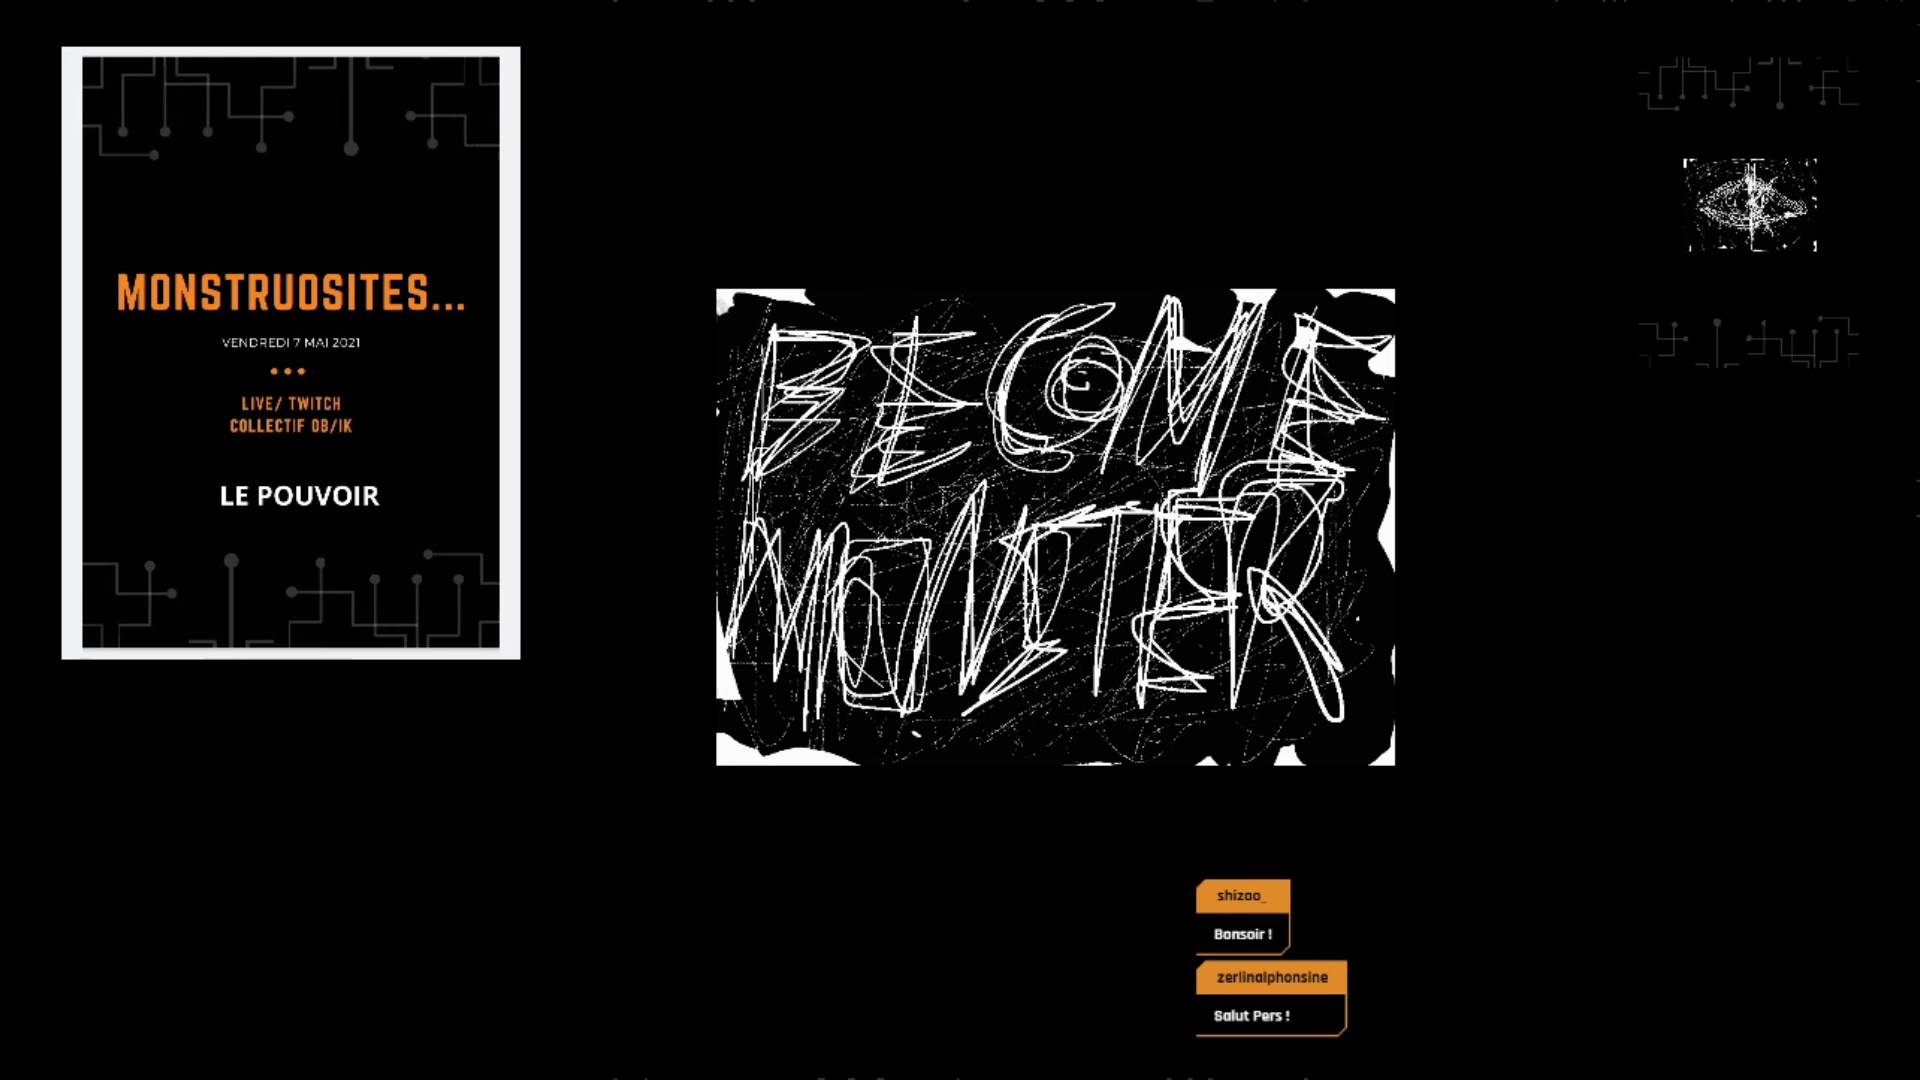 MONSTRUOSITES...
VENDREDI 7 MAI 2021
LIVE/ TWITCH
COLLECTIF OB/IK
LE POUVOIR
BECOME
MONSTER
shizoo_
Bonsoir !
zerlinalphonsine
Salut Pers !